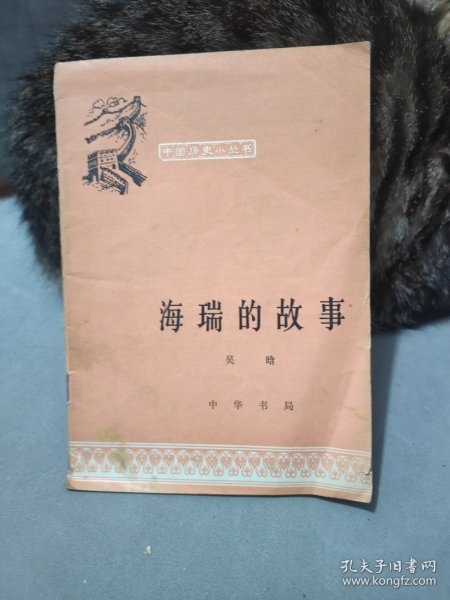 中国历史小丛书
海瑞的故事
吴晗
中华书局
孔夫子旧书网
www.kongfz.com